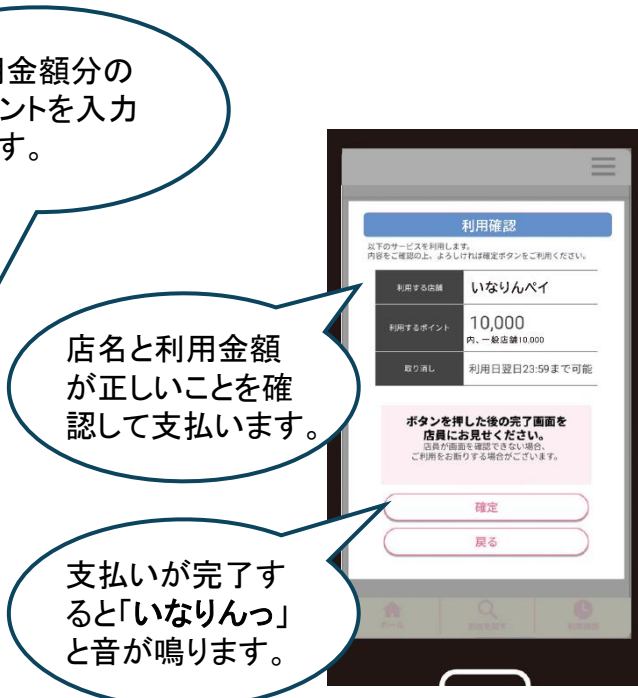 用金額分の
ントを入力
す。
利用確認
以下のサービスを利用します。
内容をご確認の上、よろしければ確定ボタンをご利用ください。
利用する店舗 いなりんペイ
利用するポイント 10,000
内、一般店舗10,000
取り消し 利用日翌日23:59まで可能
店名と利用金額
が正しいことを確
認して支払います。
ボタンを押した後の完了画面を
店員にお見せください。
店員が画面を確認できない場合、
ご利用をお断りする場合がございます。
確定
戻る
支払いが完了す
ると「いなりんっ」
と音が鳴ります。
ホーム